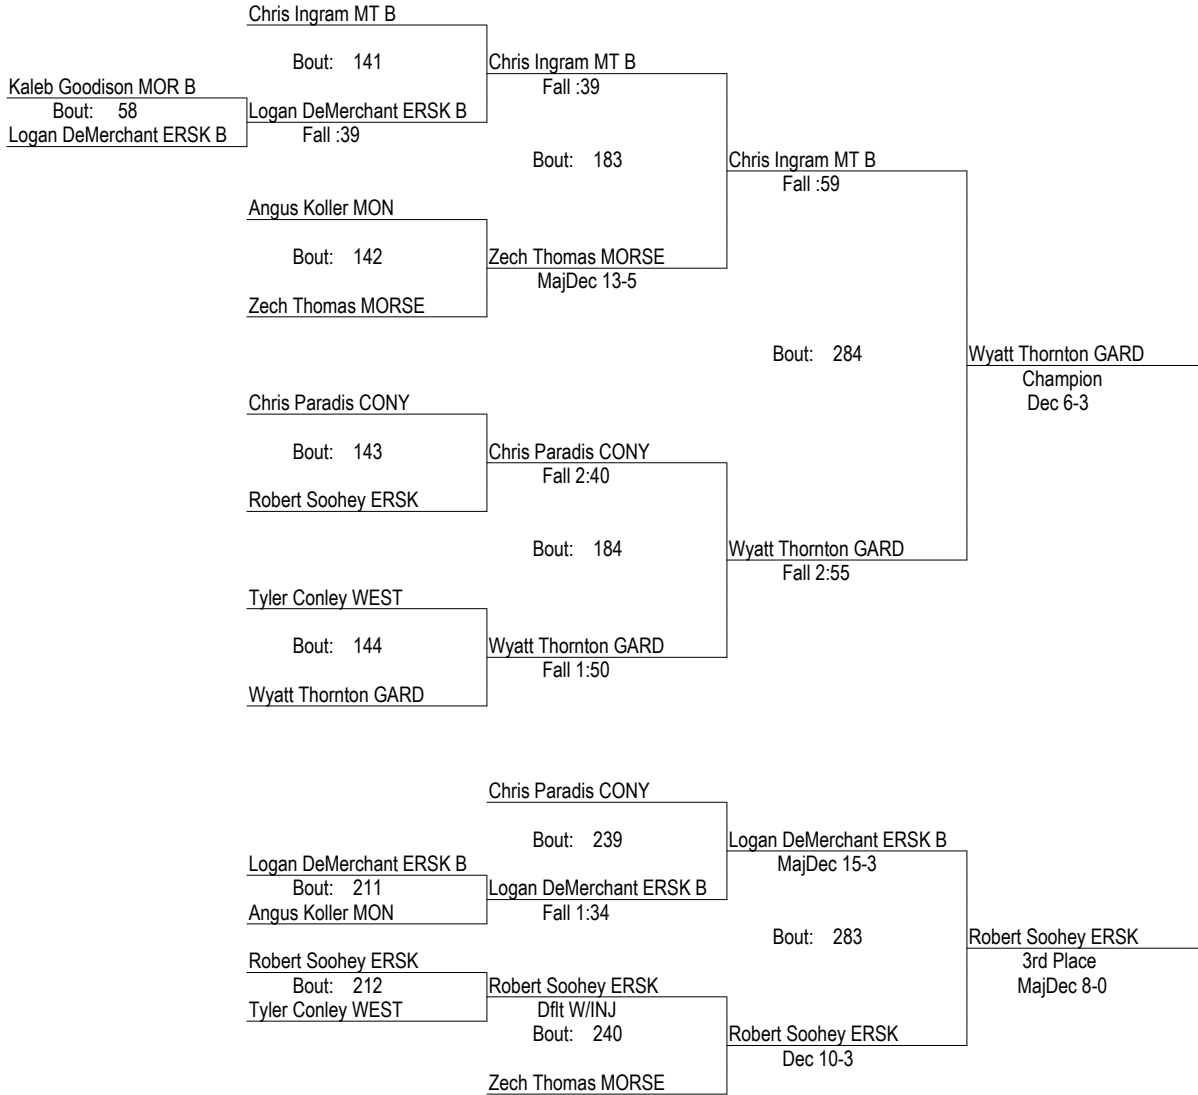 Chris Ingram MT B
Bout: 141
Chris Ingram MT B
Fall :39
Kaleb Goodison MOR B
Bout: 58
Logan DeMerchant ERSK B
Logan DeMerchant ERSK B
Fall :39
Bout: 183
Chris Ingram MT B
Fall :59
Angus Koller MON
Bout: 142
Zech Thomas MORSE
MajDec 13-5
Zech Thomas MORSE
Bout: 284
Wyatt Thornton GARD
Champion
Dec 6-3
Chris Paradis CONY
Bout: 143
Chris Paradis CONY
Fall 2:40
Robert Soohey ERSK
Bout: 184
Wyatt Thornton GARD
Fall 2:55
Tyler Conley WEST
Bout: 144
Wyatt Thornton GARD
Fall 1:50
Wyatt Thornton GARD
Chris Paradis CONY
Bout: 239
Logan DeMerchant ERSK B
MajDec 15-3
Logan DeMerchant ERSK B
Bout: 211
Logan DeMerchant ERSK B
Angus Koller MON
Fall 1:34
Bout: 283
Robert Soohey ERSK
3rd Place
MajDec 8-0
Robert Soohey ERSK
Bout: 212
Robert Soohey ERSK
Tyler Conley WEST
Dflt W/INJ
Bout: 240
Robert Soohey ERSK
Dec 10-3
Zech Thomas MORSE